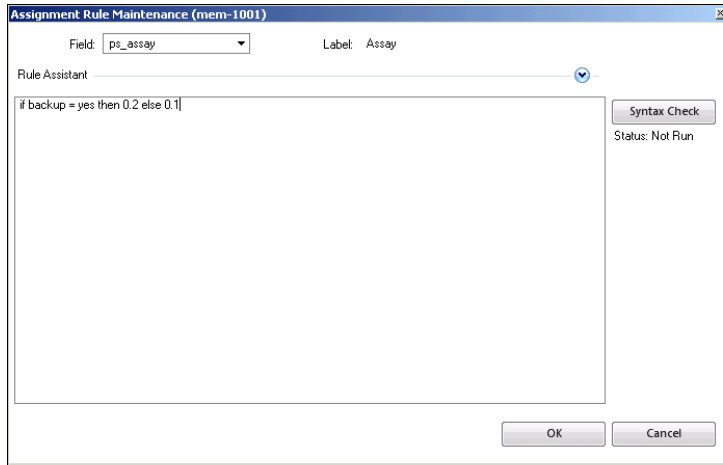 Assignment Rule Maintenance (mem-1001)
Field: ps_assay Label: Assay
Rule Assistant
if backup = yes then 0.2 else 0.1
Syntax Check
Status: Not Run
OK Cancel